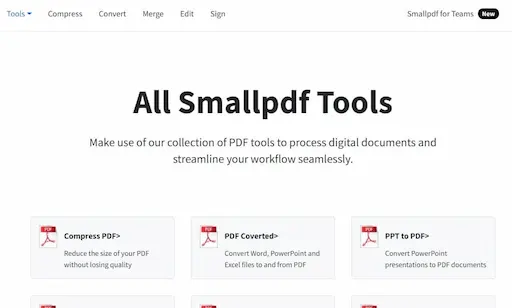 Tools Compress Convert Merge Edit Sign Smallpdf for Teams New
All Smallpdf Tools
Make use of our collection of PDF tools to process digital documents and
streamline your workflow seamlessly.
PDF Compress PDF>
Reduce the size of your PDF
without losing quality
PDF PDF Coverted>
Convert Word, PowerPoint and
Excel files to and from PDF
PDF PPT to PDF>
Convert PowerPoint
presentations to PDF documents